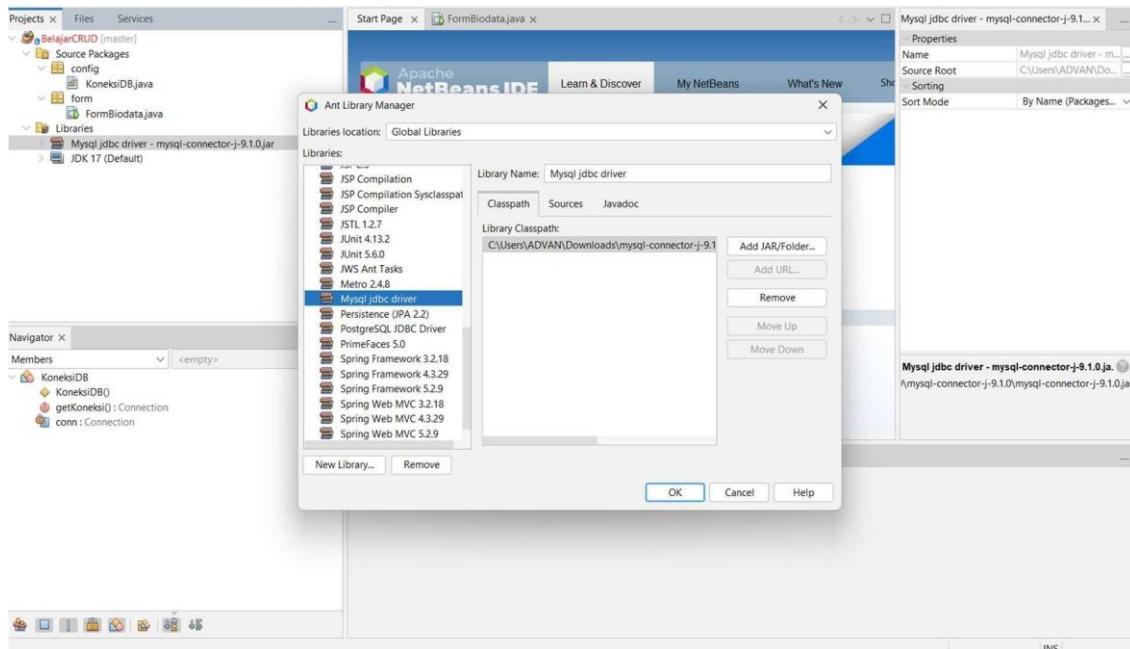 Projects Files Services
BelajarCRUD [master]
Source Packages
config
KoneksiDB.java
form
FormBiodata.java
Libraries
Mysql jdbc driver - mysql-connector-j-9.1.0.jar
JDK 17 (Default)
Navigator
Members <empty>
KoneksiDB
KoneksiDB()
getKoneksi() : Connection
conn : Connection
Start Page FormBiodata.java
Apache
NetBeans IDE
Learn & Discover My NetBeans What's New
Ant Library Manager
Libraries location: Global Libraries
Libraries:
JSP Compilation
JSP Compilation Sysclasspat
JSP Compiler
JSTL 1.2.7
JUnit 4.13.2
JUnit 5.6.0
JWS Ant Tasks
Metro 2.4.8
Mysql jdbc driver
Persistence (JPA 2.2)
PostgreSQL JDBC Driver
PrimeFaces 5.0
Spring Framework 3.2.18
Spring Framework 4.3.29
Spring Framework 5.2.9
Spring Web MVC 3.2.18
Spring Web MVC 4.3.29
Spring Web MVC 5.2.9
New Library... Remove
Library Name: Mysql jdbc driver
Classpath Sources Javadoc
Library Classpath:
C:\Users\ADVAN\Downloads\mysql-connector-j-9.1
Add JAR/Folder...
Add URL...
Remove
Move Up
Move Down
OK Cancel Help
Mysql jdbc driver - mysql-connector-j-9.1...
Properties
Name Mysql jdbc driver - m...
Source Root C:\Users\ADVAN\Do...
Sorting
Sort Mode By Name (Packages...
Mysql jdbc driver - mysql-connector-j-9.1.0.ja.
\mysql-connector-j-9.1.0\mysql-connector-j-9.1.0.ja